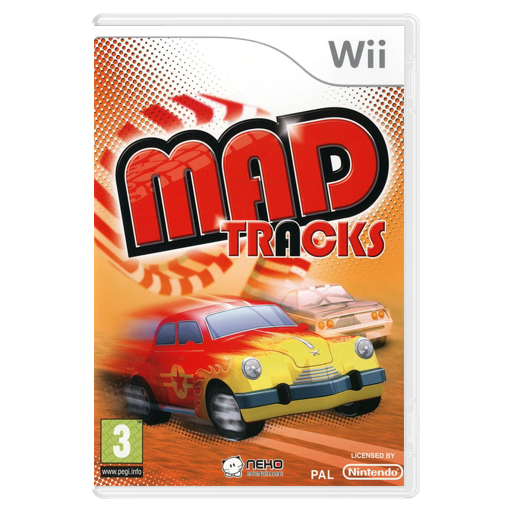 Wii
MAD
TRACKS
3
www.pegi.info
NEKO
PAL
LICENSED BY
Nintendo